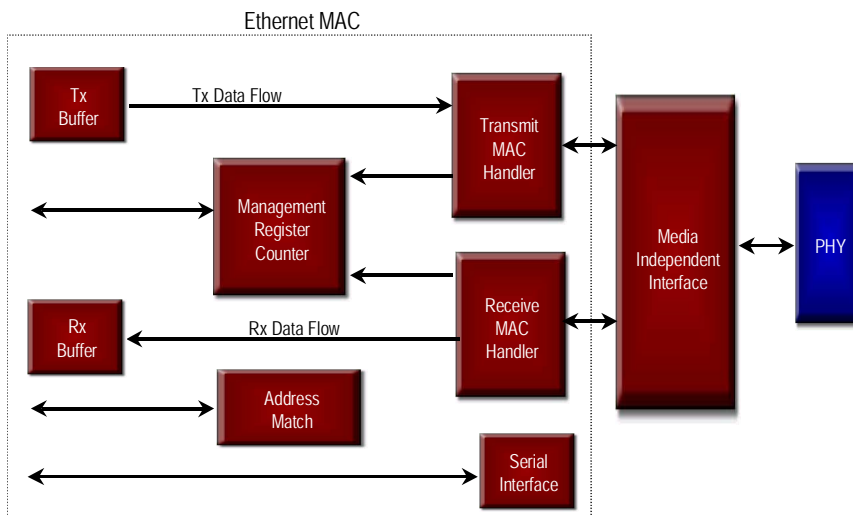 Ethernet MAC
Tx
Buffer
Tx Data Flow
Transmit
MAC
Handler
Management
Register
Counter
Media
Independent
Interface
PHY
Rx
Buffer
Rx Data Flow
Receive
MAC
Handler
Address
Match
Serial
Interface